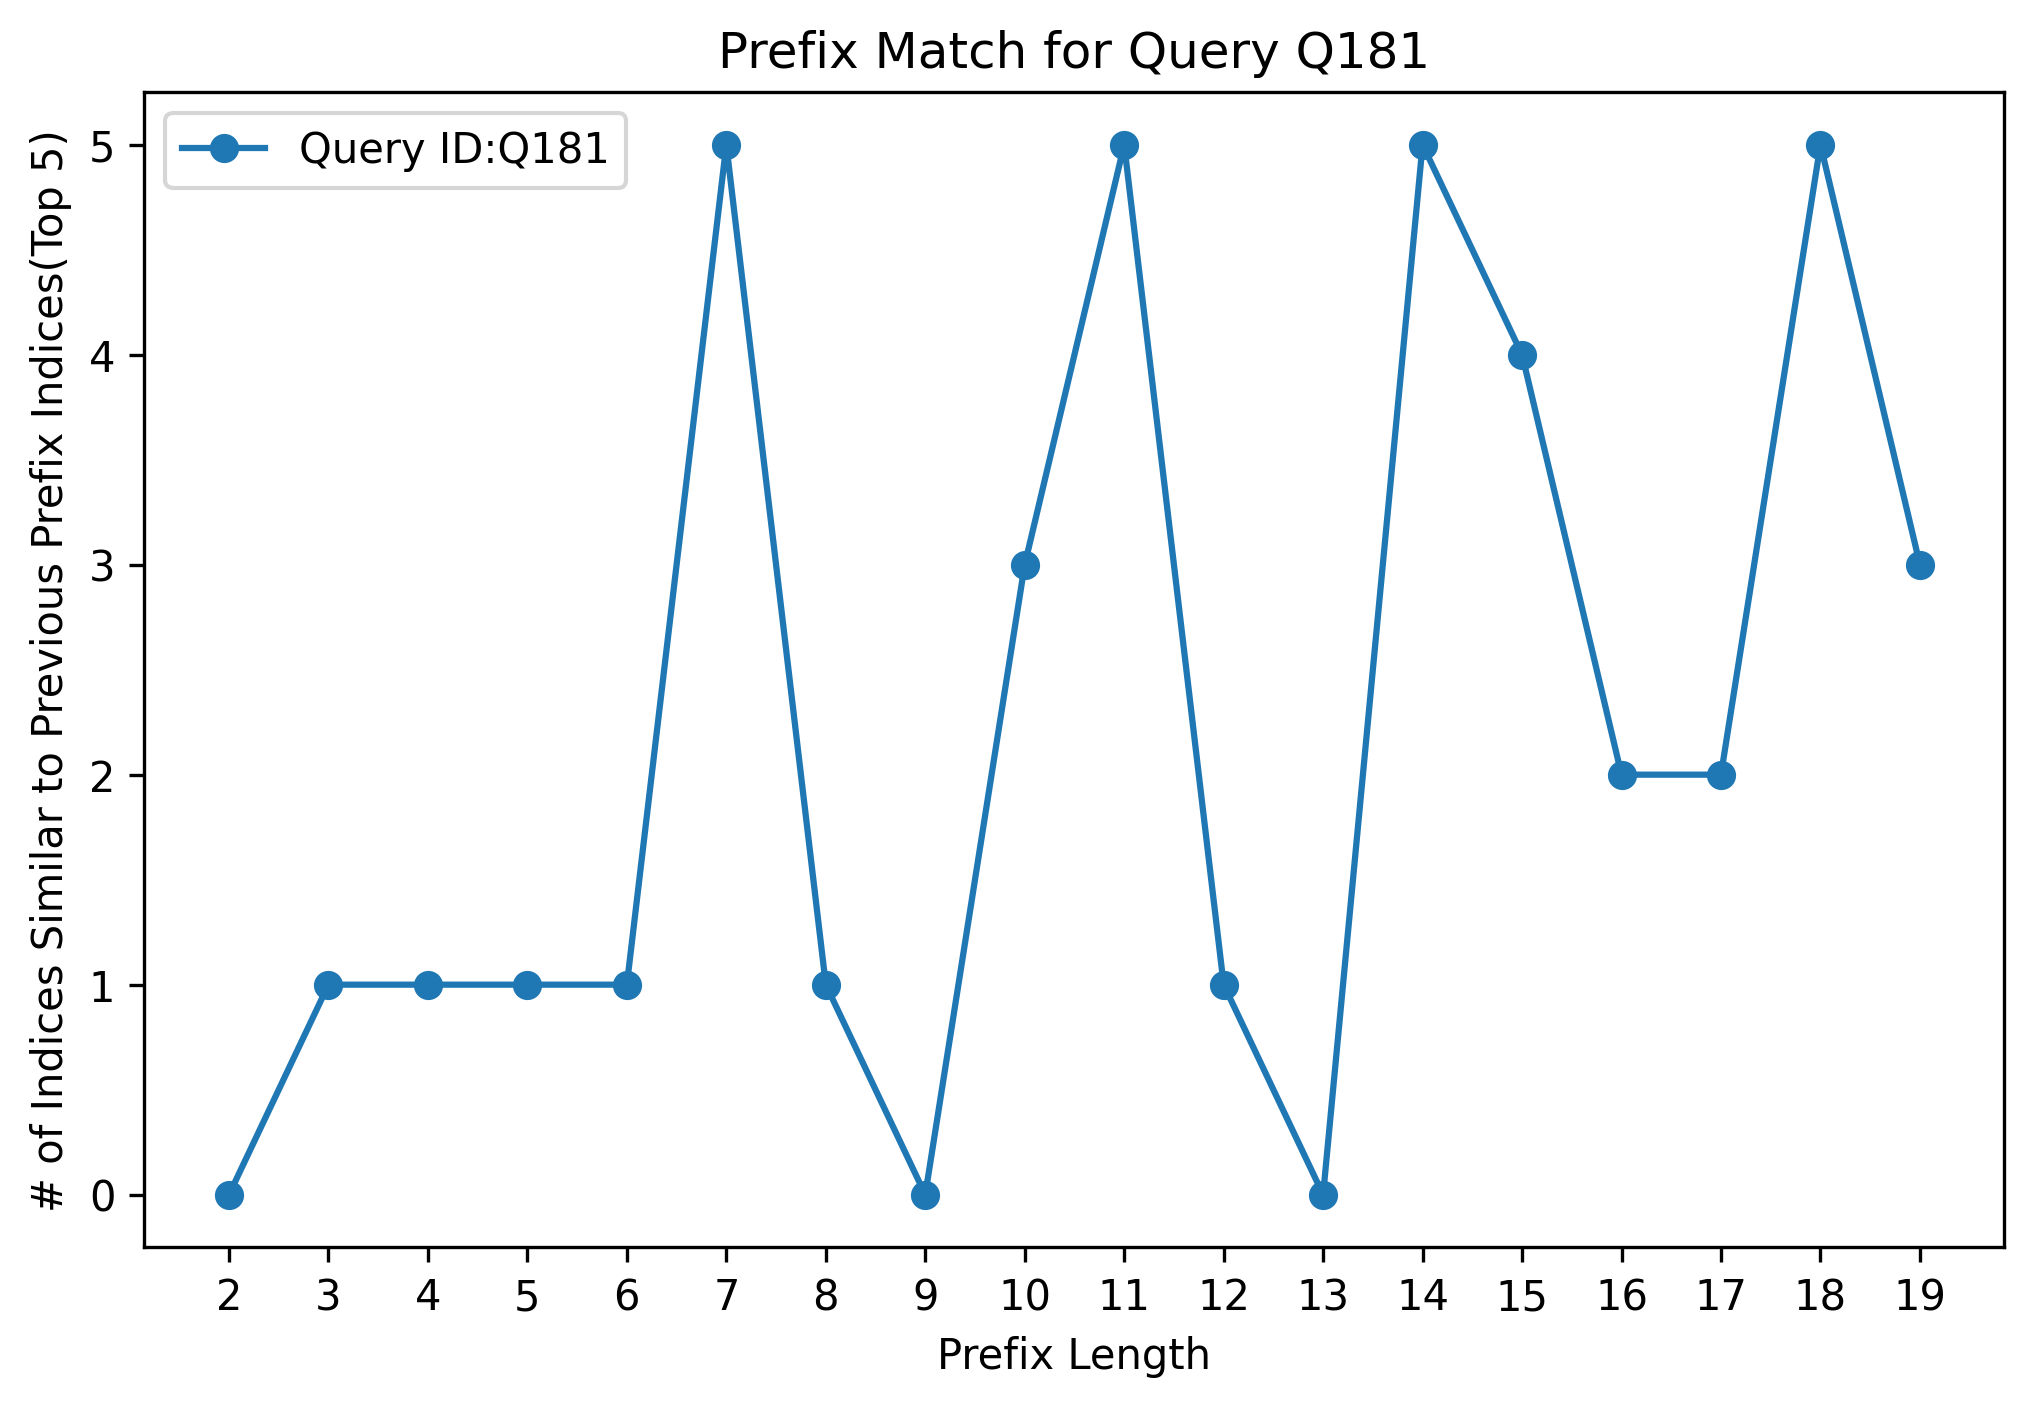 Prefix Match for Query Q181
Query ID:Q181
# of Indices Similar to Previous Prefix Indices(Top 5)
5
4
3
2
1
0
2 3 4 5 6 7 8 9 10 11 12 13 14 15 16 17 18 19
Prefix Length